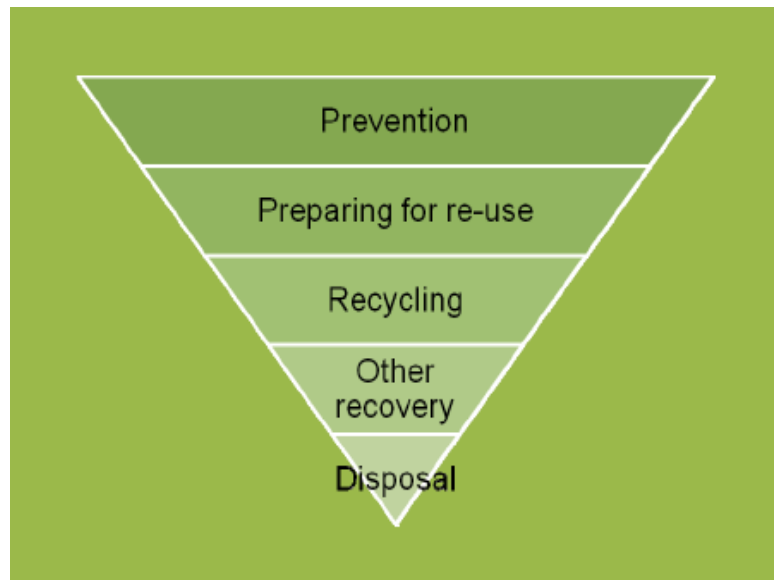 Prevention
Preparing for re-use
Recycling
Other
recovery
Disposal